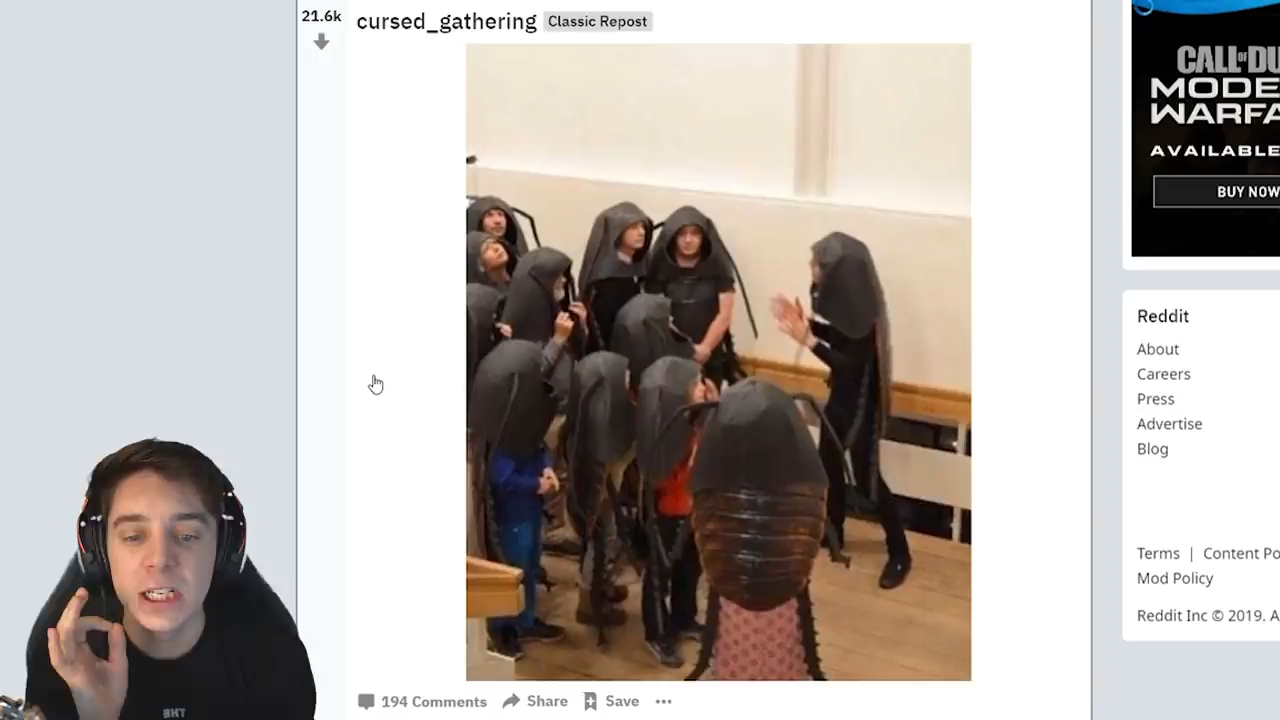 21.6k
cursed_gathering Classic Repost
194 Comments Share Save
CALL OF DU
MODE
WARFA
AVAILABLE
BUY NOW
Reddit
About
Careers
Press
Advertise
Blog
Terms | Content Po
Mod Policy
Reddit Inc © 2019. A